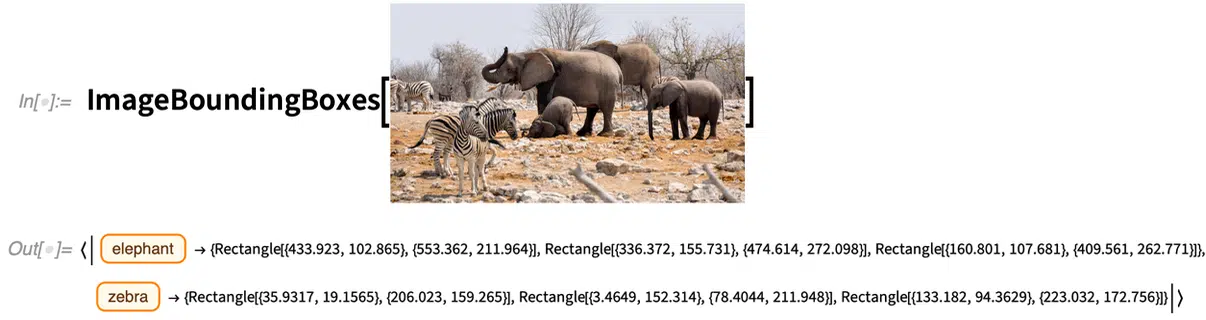 In[•]:= ImageBoundingBoxes[ ]
Out[•]= <| elephant → {Rectangle[{433.923, 102.865}, {553.362, 211.964}], Rectangle[{336.372, 155.731}, {474.614, 272.098}], Rectangle[{160.801, 107.681}, {409.561, 262.771}]},
zebra → {Rectangle[{35.9317, 19.1565}, {206.023, 159.265}], Rectangle[{3.4649, 152.314}, {78.4044, 211.948}], Rectangle[{133.182, 94.3629}, {223.032, 172.756}]}|>